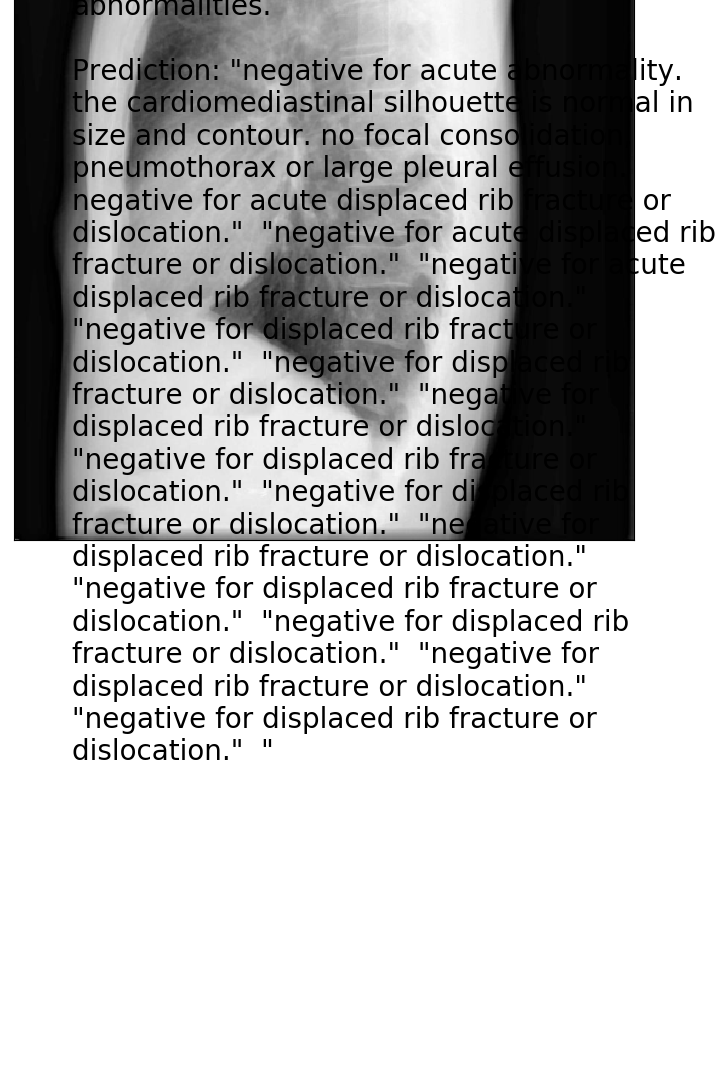 abnormalities.
Prediction: "negative for acute abnormality.
the cardiomediastinal silhouette is normal in
size and contour. no focal consolidation,
pneumothorax or large pleural effusion.
negative for acute displaced rib fracture or
dislocation."  "negative for acute displaced rib
fracture or dislocation."  "negative for acute
displaced rib fracture or dislocation."
"negative for displaced rib fracture or
dislocation."  "negative for displaced rib
fracture or dislocation."  "negative for
displaced rib fracture or dislocation."
"negative for displaced rib fracture or
dislocation."  "negative for displaced rib
fracture or dislocation."  "negative for
displaced rib fracture or dislocation."
"negative for displaced rib fracture or
dislocation."  "negative for displaced rib
fracture or dislocation."  "negative for
displaced rib fracture or dislocation."
"negative for displaced rib fracture or
dislocation."  "